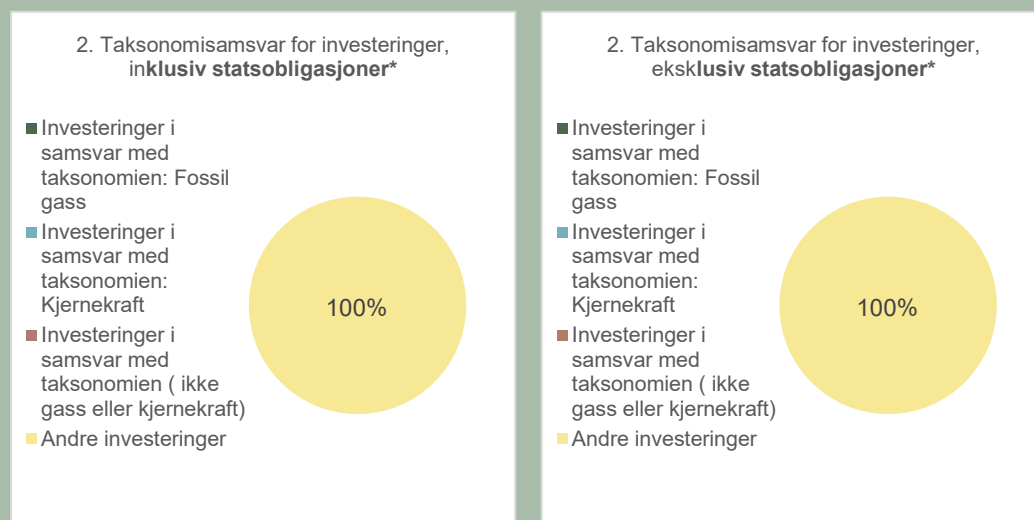 2. Taksonomisamsvar for investeringer,
inklusiv statsobligasjoner*
Investeringer i
samsvar med
taksonomien: Fossil
gass
Investeringer i
samsvar med
taksonomien:
Kjernekraft
Investeringer i
samsvar med
taksonomien ( ikke
gass eller kjernekraft)
Andre investeringer
100%
2. Taksonomisamsvar for investeringer,
eksklusiv statsobligasjoner*
Investeringer i
samsvar med
taksonomien: Fossil
gass
Investeringer i
samsvar med
taksonomien:
Kjernekraft
Investeringer i
samsvar med
taksonomien ( ikke
gass eller kjernekraft)
Andre investeringer
100%